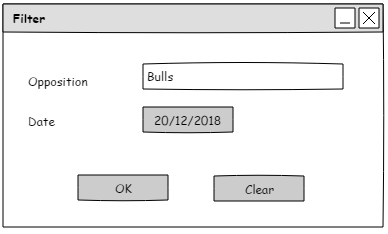 Filter
Opposition
Bulls
Date
20/12/2018
OK
Clear